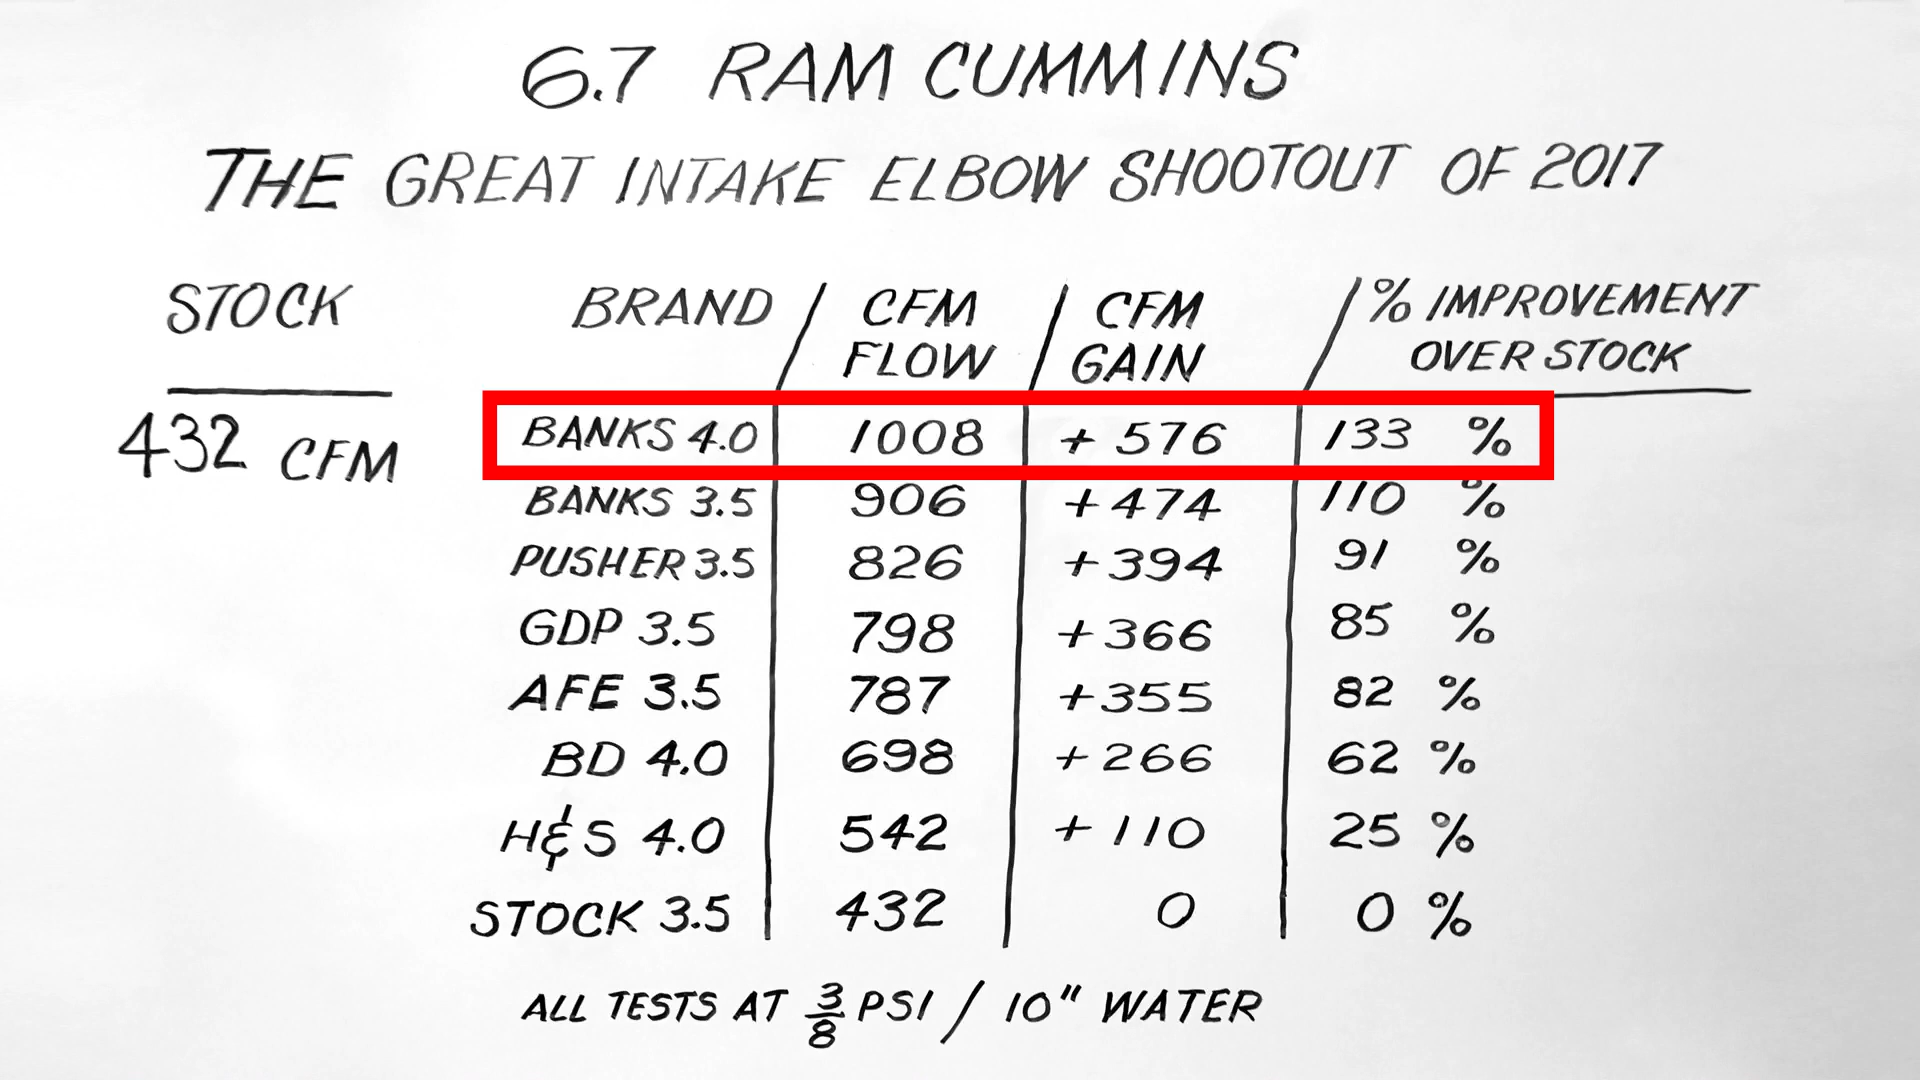 6.7 RAM CUMMINS
THE GREAT INTAKE ELBOW SHOOTOUT OF 2017
STOCK
432 CFM
BRAND / CFM FLOW / CFM GAIN / % IMPROVEMENT OVER STOCK
BANKS 4.0 1008 + 576 133 %
BANKS 3.5 906 + 474 110 %
PUSHER 3.5 826 + 394 91 %
GDP 3.5 798 + 366 85 %
AFE 3.5 787 + 355 82 %
BD 4.0 698 + 266 62 %
H&S 4.0 542 + 110 25 %
STOCK 3.5 432 0 0 %
ALL TESTS AT 3/8 PSI / 10" WATER